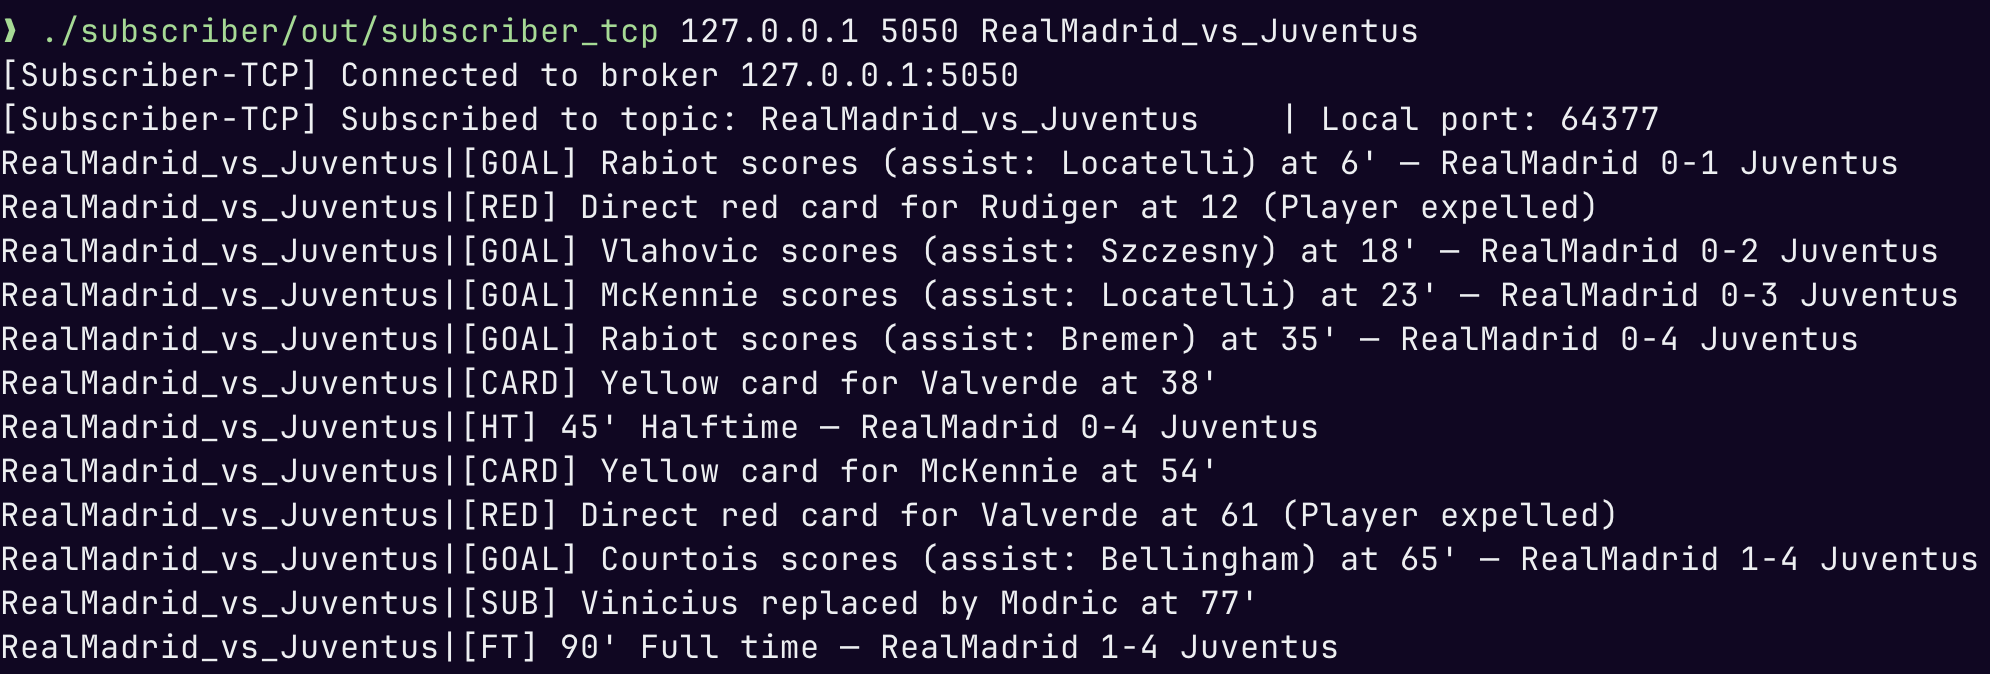 ❯ ./subscriber/out/subscriber_tcp 127.0.0.1 5050 RealMadrid_vs_Juventus
[Subscriber-TCP] Connected to broker 127.0.0.1:5050
[Subscriber-TCP] Subscribed to topic: RealMadrid_vs_Juventus    | Local port: 64377
RealMadrid_vs_Juventus|[GOAL] Rabiot scores (assist: Locatelli) at 6' — RealMadrid 0-1 Juventus
RealMadrid_vs_Juventus|[RED] Direct red card for Rudiger at 12 (Player expelled)
RealMadrid_vs_Juventus|[GOAL] Vlahovic scores (assist: Szczesny) at 18' — RealMadrid 0-2 Juventus
RealMadrid_vs_Juventus|[GOAL] McKennie scores (assist: Locatelli) at 23' — RealMadrid 0-3 Juventus
RealMadrid_vs_Juventus|[GOAL] Rabiot scores (assist: Bremer) at 35' — RealMadrid 0-4 Juventus
RealMadrid_vs_Juventus|[CARD] Yellow card for Valverde at 38'
RealMadrid_vs_Juventus|[HT] 45' Halftime — RealMadrid 0-4 Juventus
RealMadrid_vs_Juventus|[CARD] Yellow card for McKennie at 54'
RealMadrid_vs_Juventus|[RED] Direct red card for Valverde at 61 (Player expelled)
RealMadrid_vs_Juventus|[GOAL] Courtois scores (assist: Bellingham) at 65' — RealMadrid 1-4 Juventus
RealMadrid_vs_Juventus|[SUB] Vinicius replaced by Modric at 77'
RealMadrid_vs_Juventus|[FT] 90' Full time — RealMadrid 1-4 Juventus